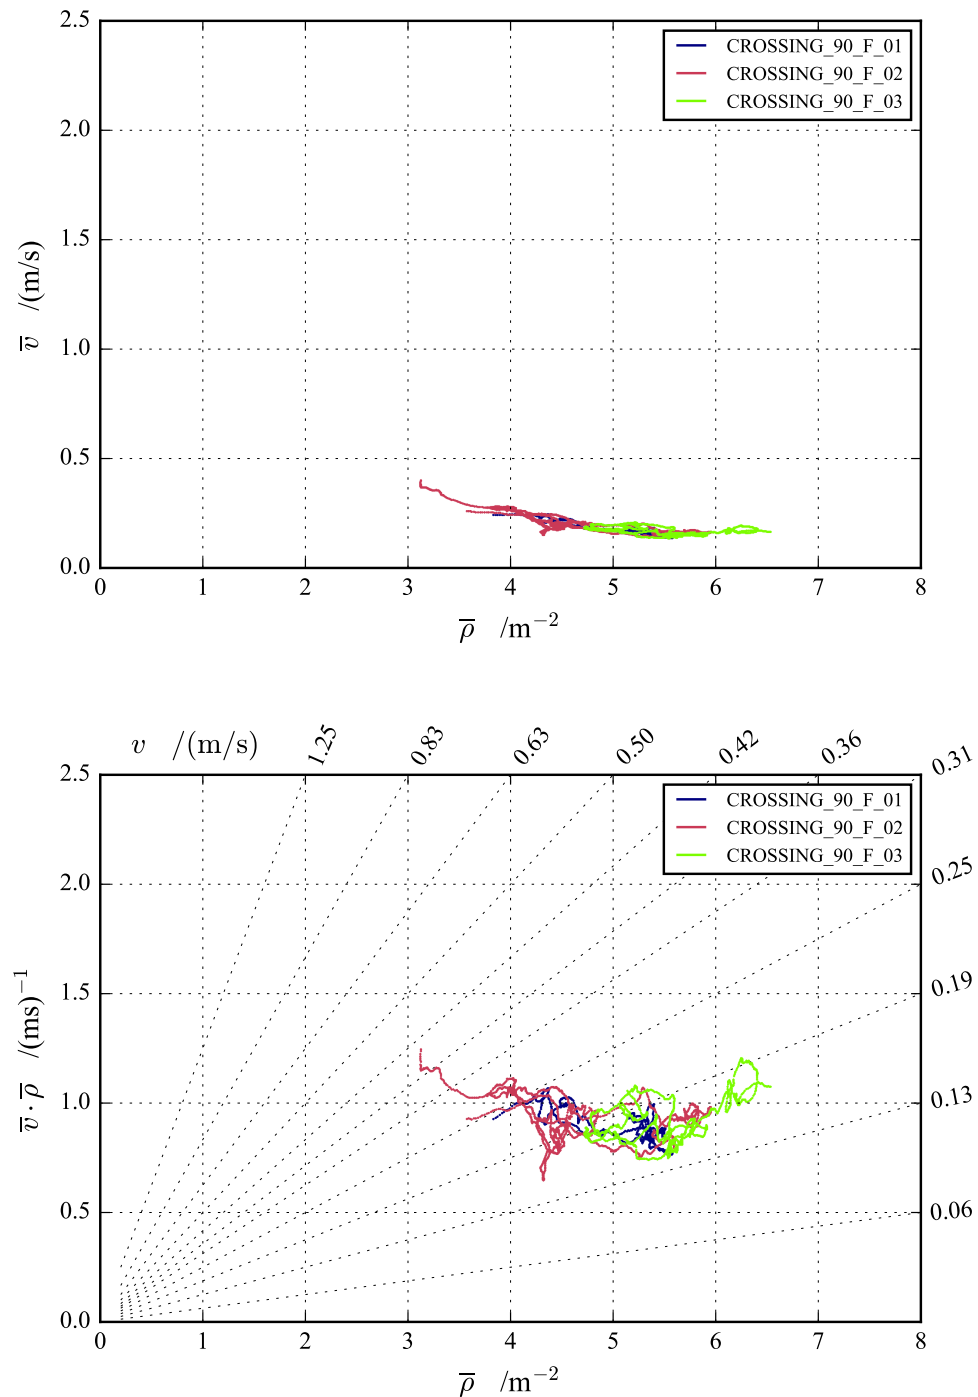 2.5
2.0
1.5
1.0
0.5
0.0
v̅ /(m/s)
CROSSING_90_F_01
CROSSING_90_F_02
CROSSING_90_F_03
0 1 2 3 4 5 6 7 8
ρ̅ /m⁻²
v /(m/s) 1.25 0.83 0.63 0.50 0.42 0.36 0.31
2.5
2.0
1.5
1.0
0.5
0.0
v̅ · ρ̅ /(ms)⁻¹
CROSSING_90_F_01
CROSSING_90_F_02
CROSSING_90_F_03
0.25
0.19
0.13
0.06
0 1 2 3 4 5 6 7 8
ρ̅ /m⁻²